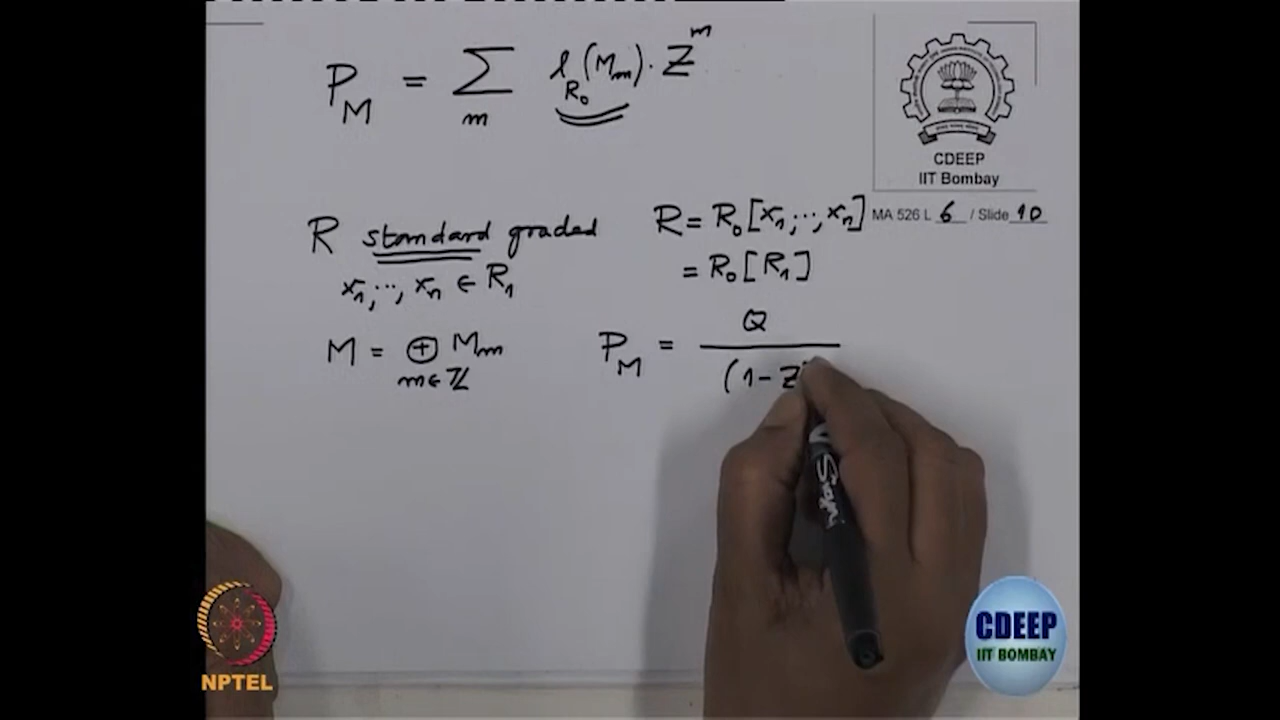 P_M = Σ_m ℓ_{R_0}(M_m) · Z^m
CDEEP
IIT Bombay
MA 526 L 6 / Slide 10
R standard graded R = R_0[x_1, ..., x_n]
x_1, ..., x_n ∈ R_1 = R_0[R_1]
M = ⊕_{m∈ℤ} M_m P_M = Q / (1-Z)
NPTEL
CDEEP
IIT BOMBAY